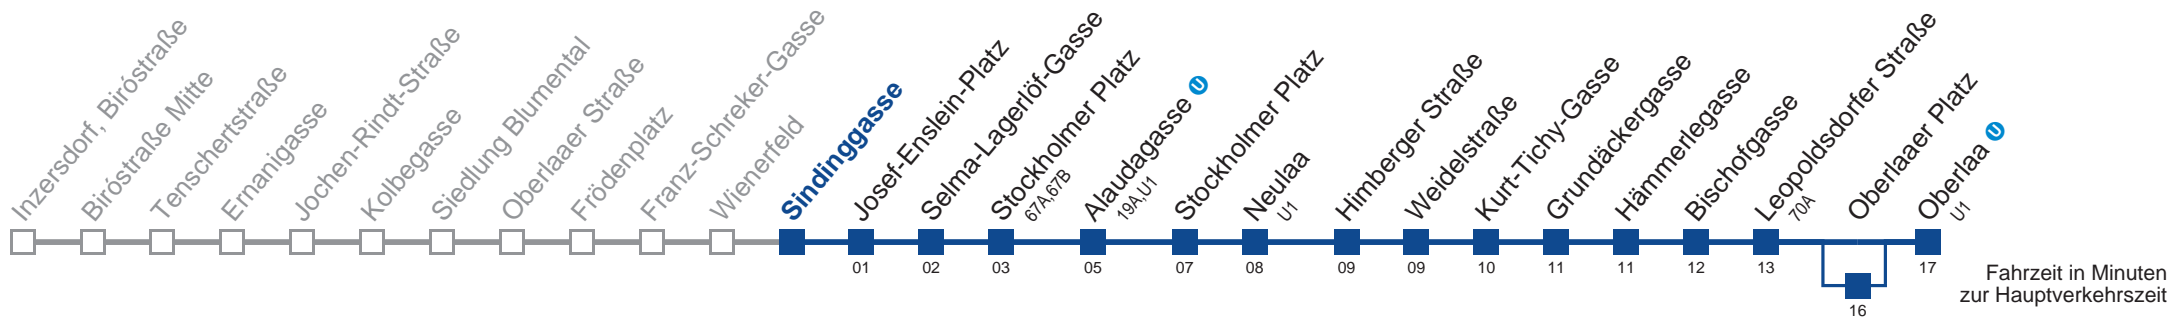 Inzersdorf, Biróstraße
Biróstraße Mitte
Tenschertstraße
Ernanigasse
Jochen-Rindt-Straße
Kolbegasse
Siedlung Blumental
Oberlaaer Straße
Frödenplatz
Franz-Schreker-Gasse
Wienerfeld
Sindinggasse
Josef-Enslein-Platz
01
Selma-Lagerlöf-Gasse
02
Stockholmer Platz
67A,67B
03
Alaudagasse U
19A,U1
05
Stockholmer Platz
07
Neulaa
U1
08
Himberger Straße
09
Weidelstraße
09
Kurt-Tichy-Gasse
10
Grundäckergasse
11
Hämmerlegasse
11
Bischofgasse
12
Leopoldsdorfer Straße
70A
13
Oberlaaer Platz
16
Oberlaa U
U1
17
Fahrzeit in Minuten
zur Hauptverkehrszeit